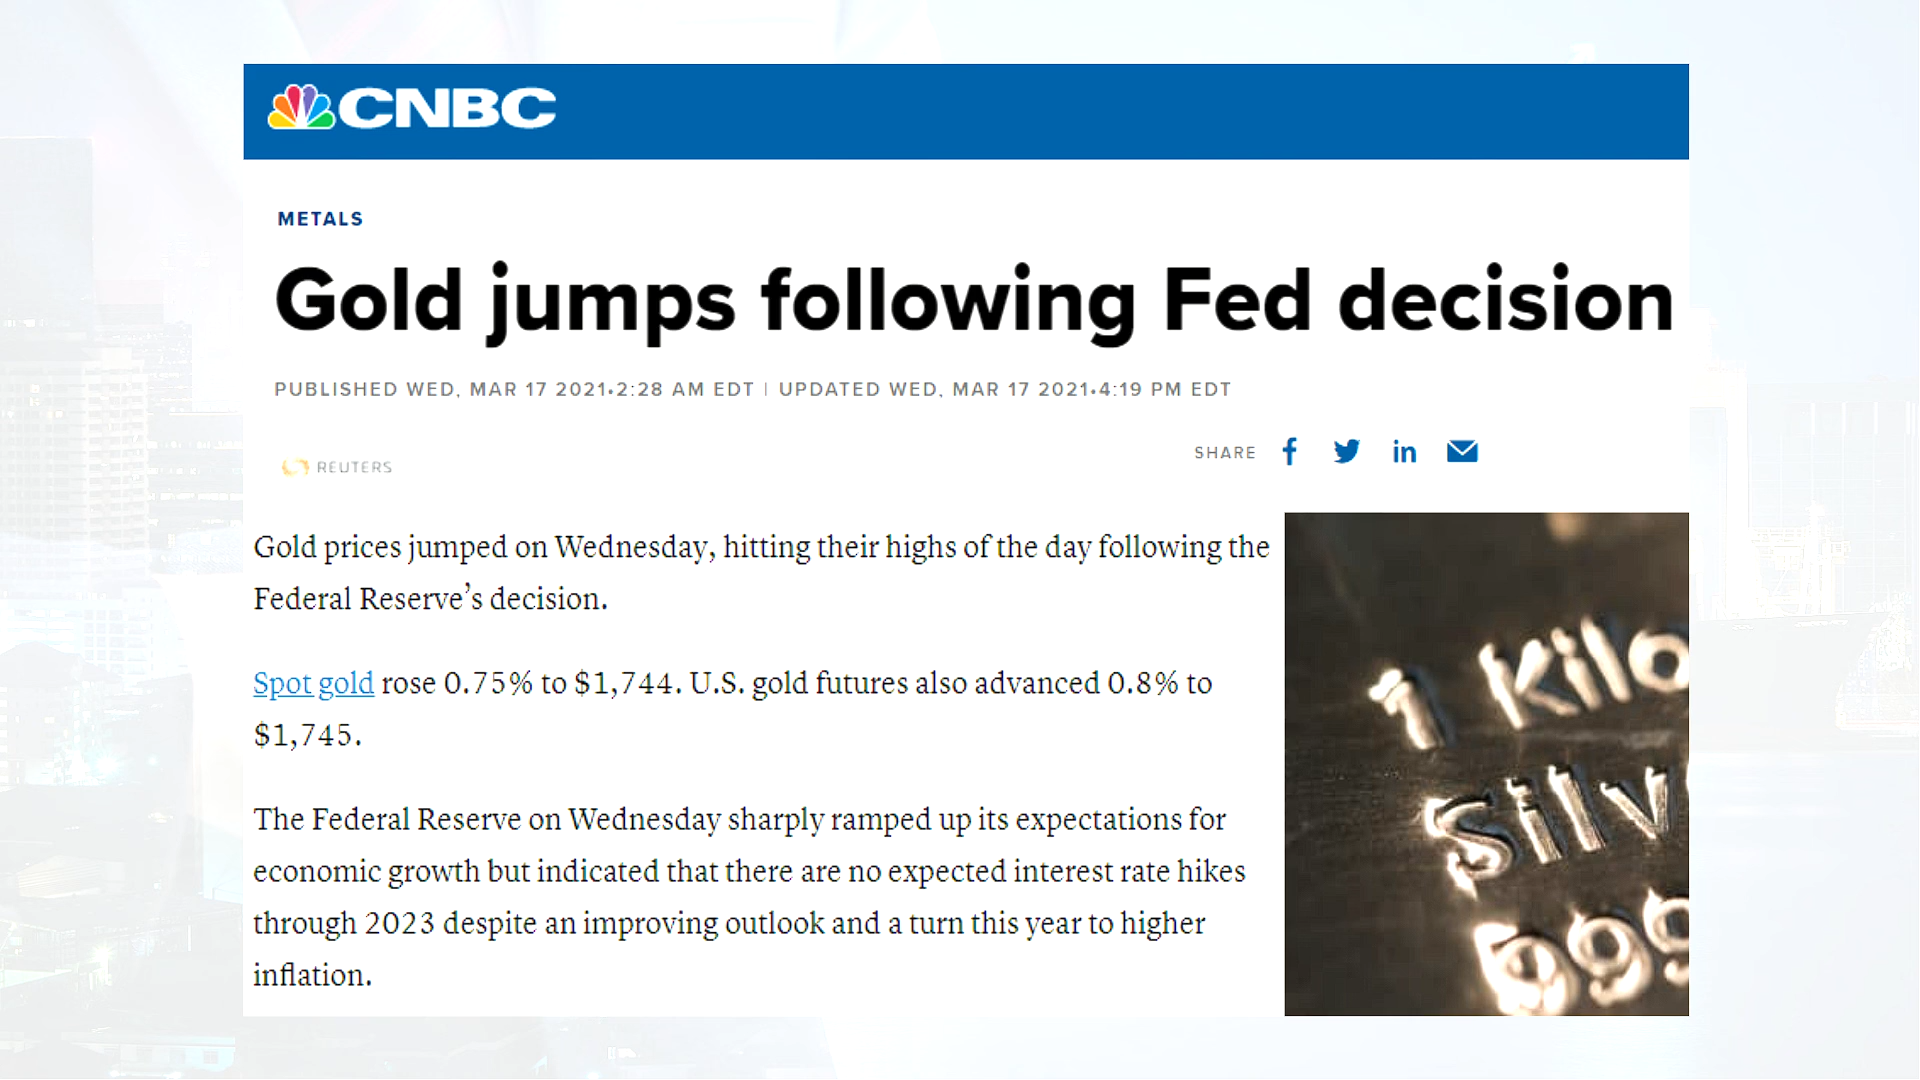 CNBC
METALS
Gold jumps following Fed decision
PUBLISHED WED, MAR 17 2021•2:28 AM EDT | UPDATED WED, MAR 17 2021•4:19 PM EDT
SHARE f in
REUTERS
Gold prices jumped on Wednesday, hitting their highs of the day following the
Federal Reserve’s decision.
Spot gold rose 0.75% to $1,744. U.S. gold futures also advanced 0.8% to
$1,745.
The Federal Reserve on Wednesday sharply ramped up its expectations for
economic growth but indicated that there are no expected interest rate hikes
through 2023 despite an improving outlook and a turn this year to higher
inflation.
1 Kilo
Silv
999